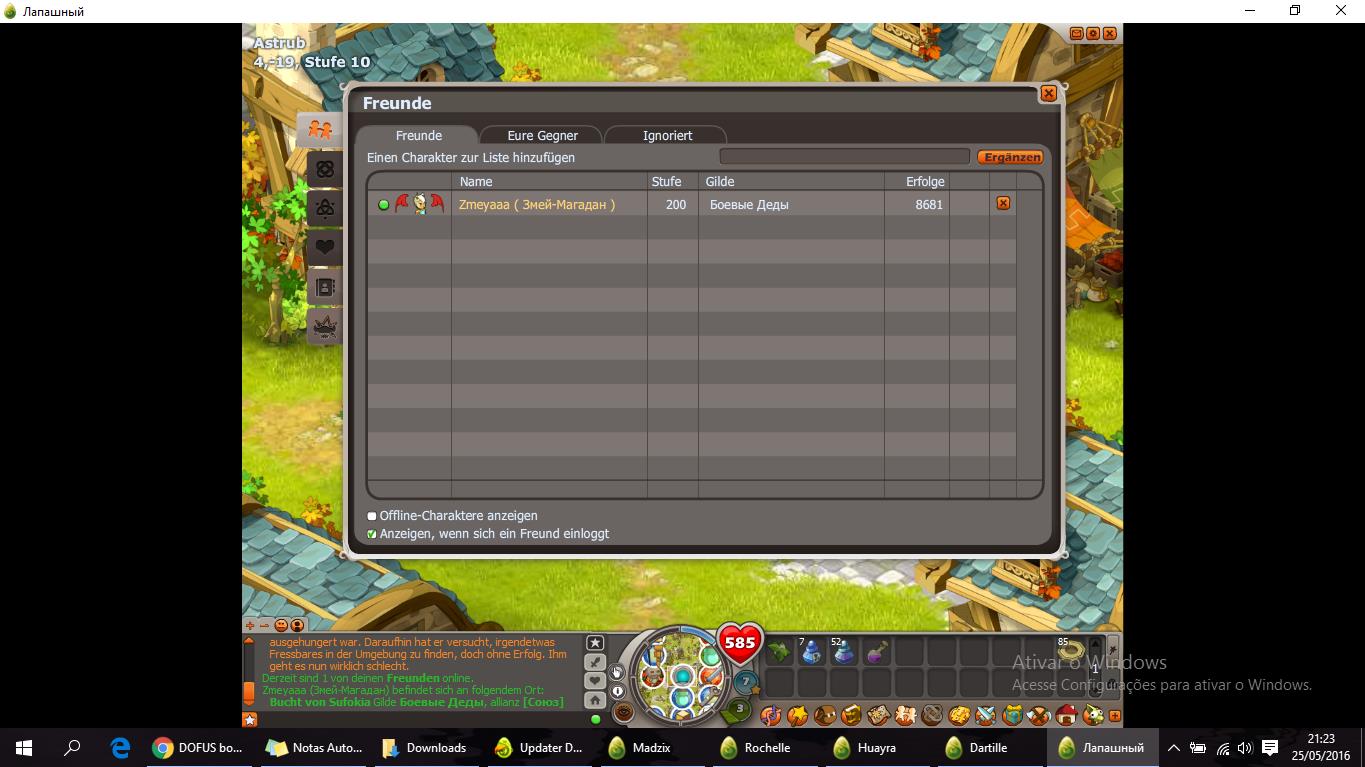 Лапашный
Astrub
4,-19, Stufe 10
Freunde
Freunde
Eure Gegner
Ignoriert
Einen Charakter zur Liste hinzufügen
Ergänzen
Name
Stufe
Gilde
Erfolge
Zmeyaaa ( Змей-Магадан )
200
Боевые Деды
8681
Offline-Charaktere anzeigen
Anzeigen, wenn sich ein Freund einloggt
ausgehungert war. Daraufhin hat er versucht, irgendetwas
Fressbares in der Umgebung zu finden, doch ohne Erfolg. Ihm
geht es nun wirklich schlecht.
Derzeit sind 1 von deinen Freunden online.
Zmeyaaa (Змей-Магадан) befindet sich an folgendem Ort:
Bucht von Sufokia Gilde Боевые Деды, allianz [Союз]
585
7
3
7
52
85
1
Ativar o Windows
Acesse Configurações para ativar o Windows.
DOFUS bo...
Notas Auto...
Downloads
Updater D...
Madzix
Rochelle
Huayra
Dartille
Лапашный
21:23
25/05/2016